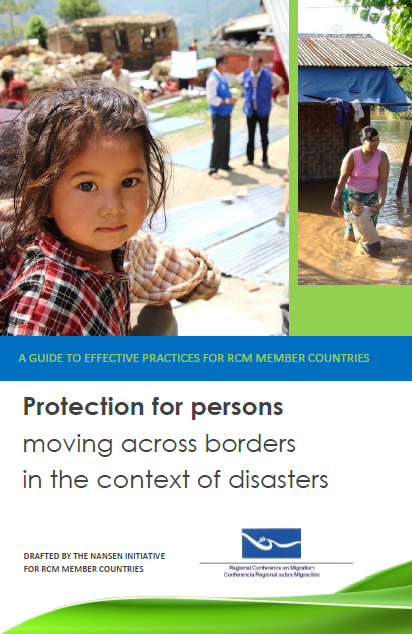 A GUIDE TO EFFECTIVE PRACTICES FOR RCM MEMBER COUNTRIES
Protection for persons
moving across borders
in the context of disasters
DRAFTED BY THE NANSEN INITIATIVE
FOR RCM MEMBER COUNTRIES
Regional Conference on Migration
Conferencia Regional sobre Migración